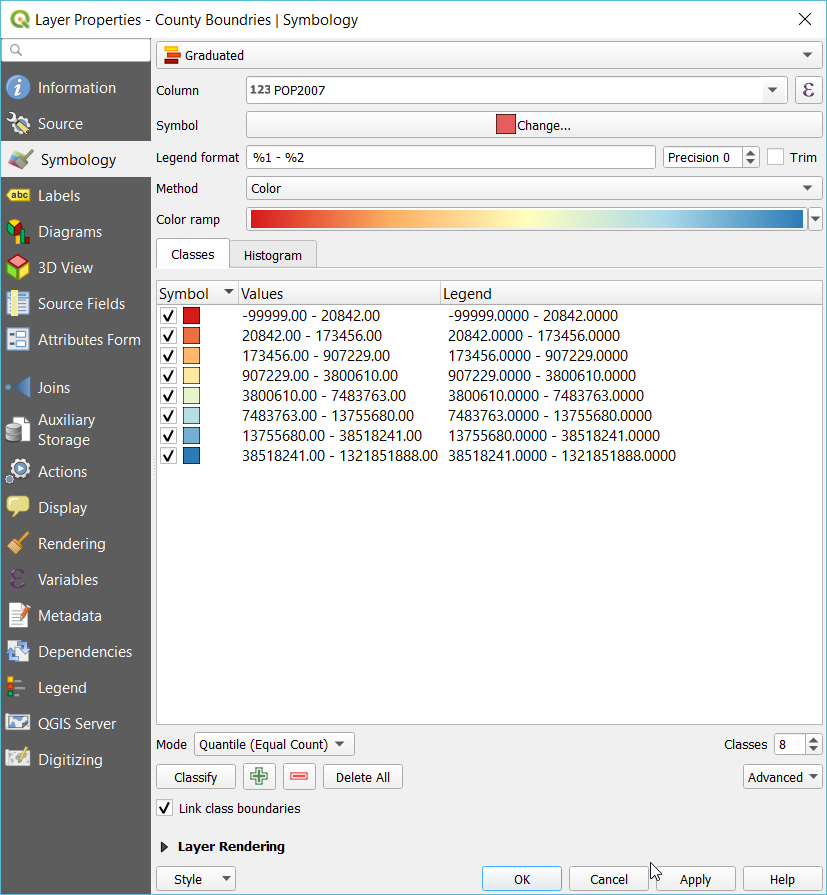 Layer Properties - County Boundries | Symbology
Information
Source
Symbology
abc Labels
Diagrams
3D View
Source Fields
Attributes Form
Joins
Auxiliary
Storage
Actions
Display
Rendering
Variables
Metadata
Dependencies
Legend
QGIS Server
Digitizing
Graduated
Column 123 POP2007 ε
Symbol Change...
Legend format %1 - %2 Precision 0 Trim
Method Color
Color ramp
Classes Histogram
Symbol Values Legend
-99999.00 - 20842.00 -99999.0000 - 20842.0000
20842.00 - 173456.00 20842.0000 - 173456.0000
173456.00 - 907229.00 173456.0000 - 907229.0000
907229.00 - 3800610.00 907229.0000 - 3800610.0000
3800610.00 - 7483763.00 3800610.0000 - 7483763.0000
7483763.00 - 13755680.00 7483763.0000 - 13755680.0000
13755680.00 - 38518241.00 13755680.0000 - 38518241.0000
38518241.00 - 1321851888.00 38518241.0000 - 1321851888.0000
Mode Quantile (Equal Count) Classes 8
Classify Delete All Advanced
Link class boundaries
Layer Rendering
Style OK Cancel Apply Help